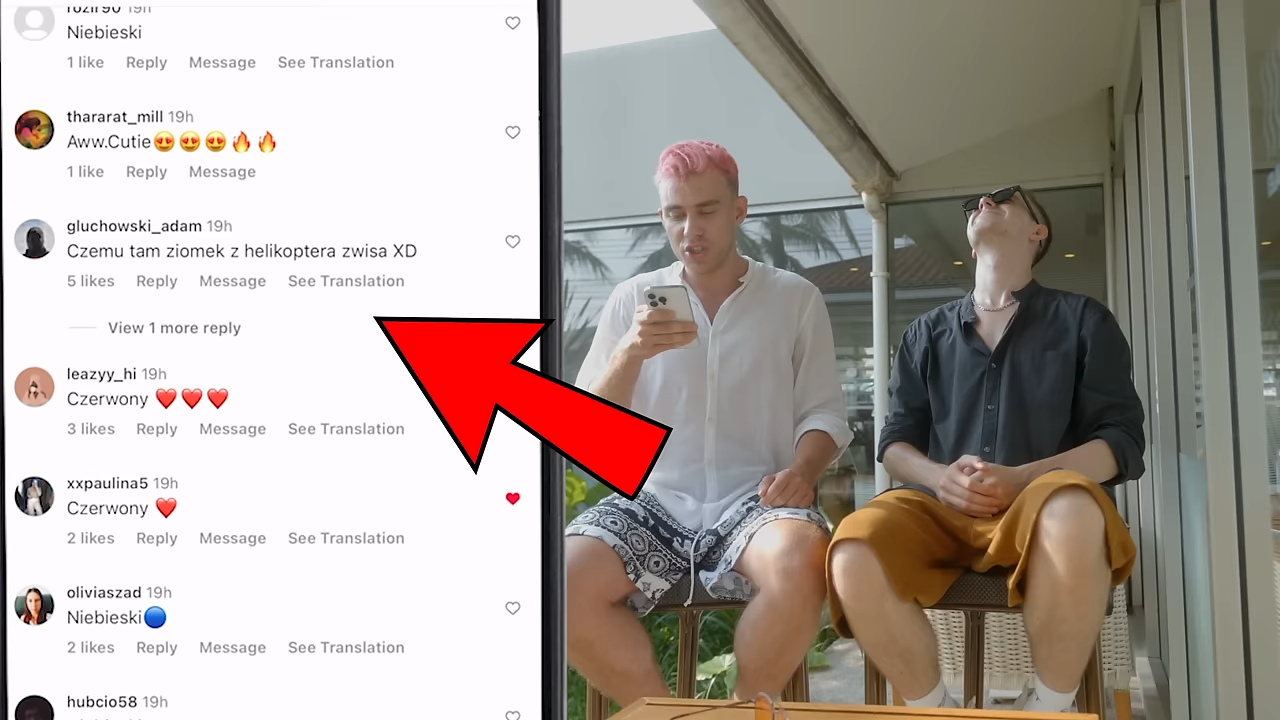 rozir90 19h
Niebieski
1 like Reply Message See Translation
thararat_mill 19h
Aww.Cutie😍😍😍🔥🔥
1 like Reply Message
gluchowski_adam 19h
Czemu tam ziomek z helikoptera zwisa XD
5 likes Reply Message See Translation
View 1 more reply
leazyy_hi 19h
Czerwony ❤️❤️❤️
3 likes Reply Message See Translation
xxpaulina5 19h
Czerwony ❤️
2 likes Reply Message See Translation
oliviaszad 19h
Niebieski🔵
2 likes Reply Message See Translation
hubcio58 19h